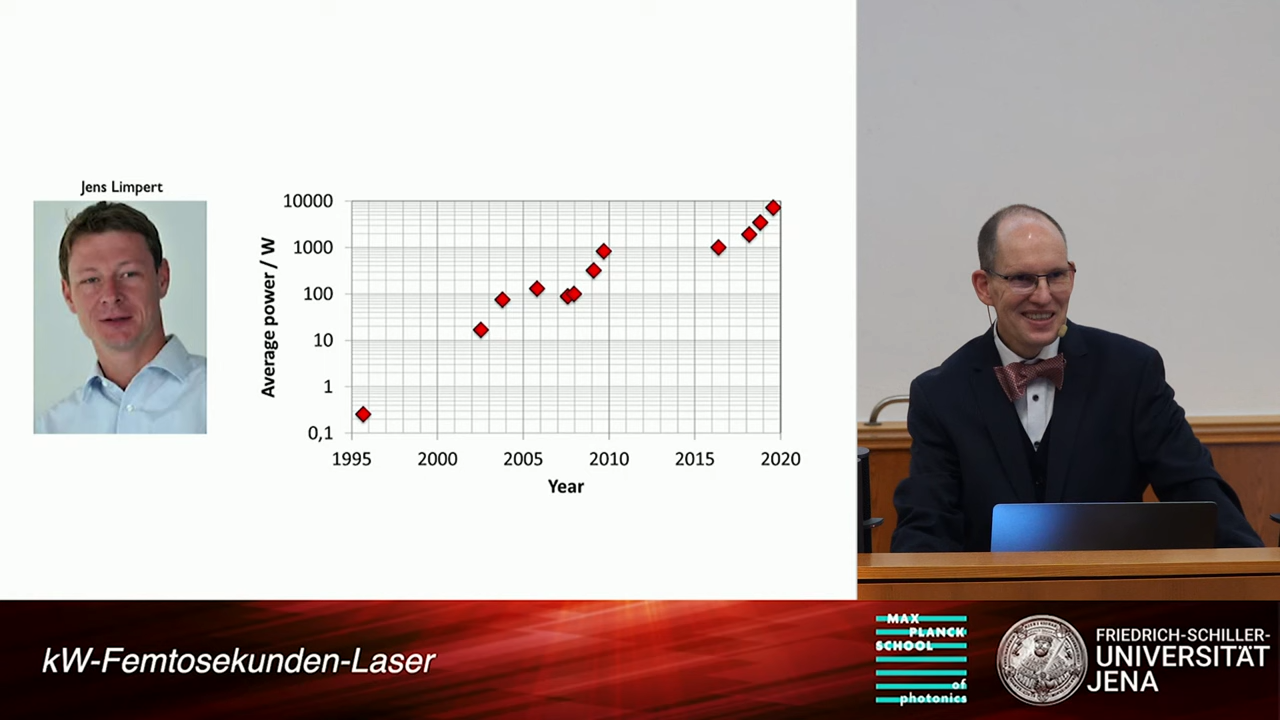 Jens Limpert
10000
1000
100
10
1
0,1
Average power / W
1995 2000 2005 2010 2015 2020
Year
kW-Femtosekunden-Laser
MAX
PLANCK
SCHOOL
of
photonics
FRIEDRICH-SCHILLER-
UNIVERSITÄT
JENA